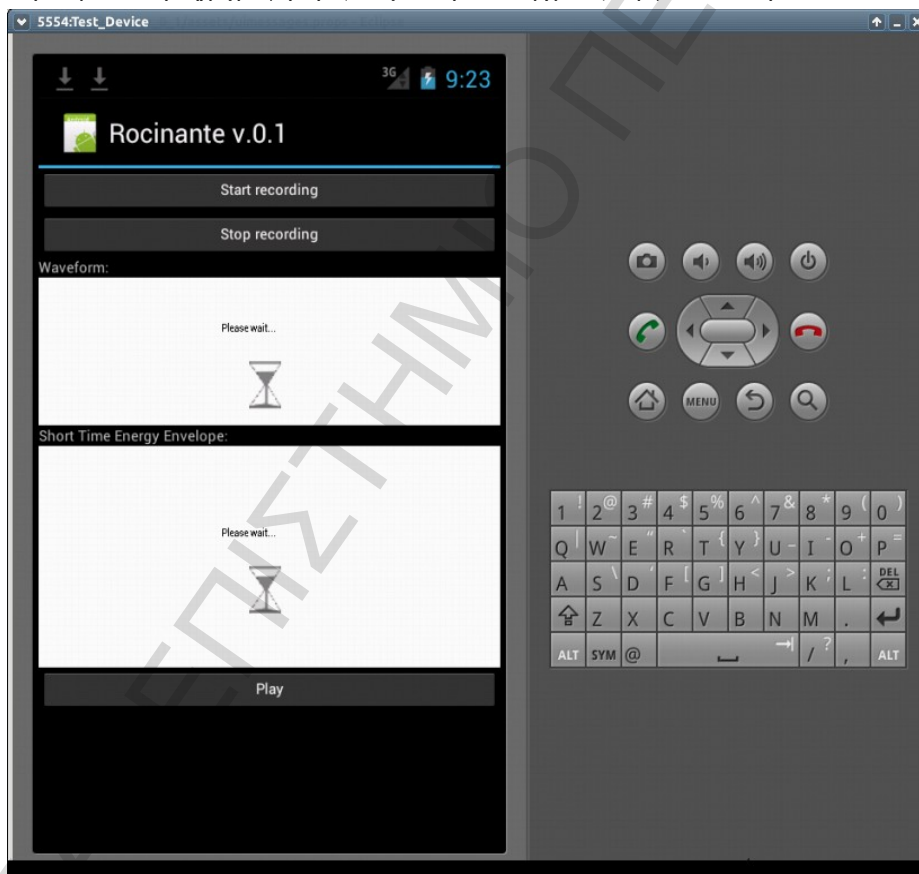 5554:Test_Device
3G 9:23
Rocinante v.0.1
Start recording
Stop recording
Waveform:
Please wait...
Short Time Energy Envelope:
Please wait...
Play
MENU
1 ! 2 @ 3 # 4 $ 5 % 6 ^ 7 & 8 * 9 ( 0 )
Q | W ~ E " R ` T { Y } U - I - O + P =
A S \ D ' F [ G ] H < J > K ; L : DEL
Z X C V B N M .
ALT SYM @ / ? , ALT